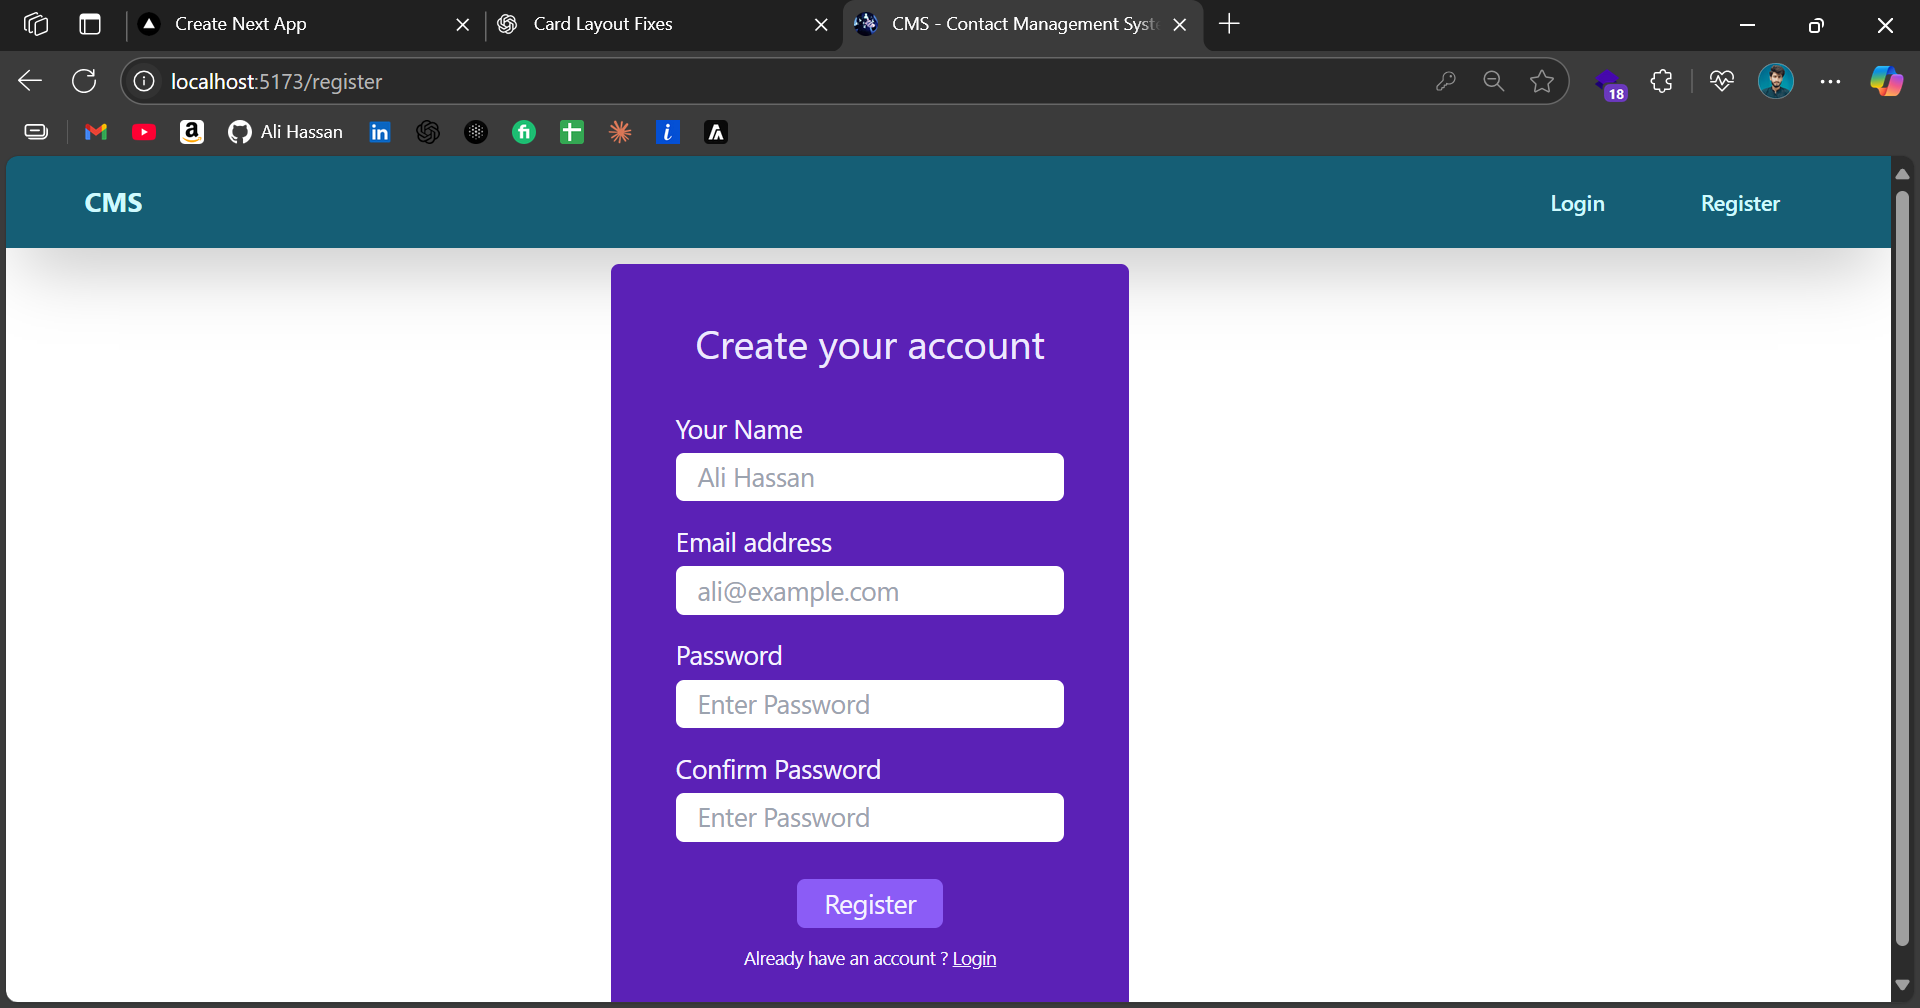 Create Next App
Card Layout Fixes
CMS - Contact Management Syst
localhost:5173/register
18
a
Ali Hassan
in
fi
i
CMS
Login
Register
Create your account
Your Name
Ali Hassan
Email address
ali@example.com
Password
Enter Password
Confirm Password
Enter Password
Register
Already have an account ? Login